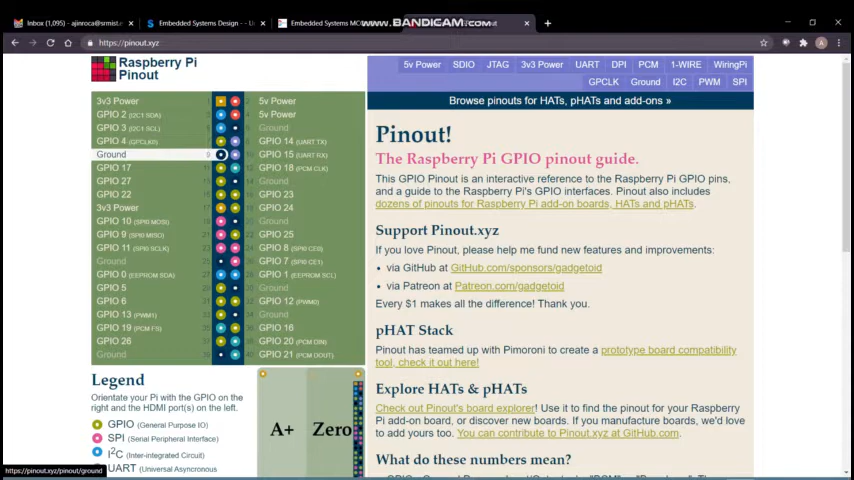 Inbox (1,095) - ajinroca@srmist.e
Embedded Systems Design - - U
Embedded Systems MC
WWW.BANDICAM.COM
https://pinout.xyz
Raspberry Pi
Pinout
5v Power SDIO JTAG 3v3 Power UART DPI PCM 1-WIRE WiringPi
GPCLK Ground I2C PWM SPI
Browse pinouts for HATs, pHATs and add-ons »
3v3 Power 5v Power
GPIO 2 (I2C1 SDA) 5v Power
GPIO 3 (I2C1 SCL) Ground
GPIO 4 (GPCLK0) GPIO 14 (UART TX)
Ground 9 GPIO 15 (UART RX)
GPIO 17 GPIO 18 (PCM CLK)
GPIO 27 Ground
GPIO 22 GPIO 23
3v3 Power GPIO 24
GPIO 10 (SPI0 MOSI) Ground
GPIO 9 (SPI0 MISO) GPIO 25
GPIO 11 (SPI0 SCLK) GPIO 8 (SPI0 CE0)
Ground GPIO 7 (SPI0 CE1)
GPIO 0 (EEPROM SDA) GPIO 1 (EEPROM SCL)
GPIO 5 Ground
GPIO 6 GPIO 12 (PWM0)
GPIO 13 (PWM1) Ground
GPIO 19 (PCM FS) GPIO 16
GPIO 26 GPIO 20 (PCM DIN)
Ground GPIO 21 (PCM DOUT)
Pinout!
The Raspberry Pi GPIO pinout guide.
This GPIO Pinout is an interactive reference to the Raspberry Pi GPIO pins,
and a guide to the Raspberry Pi's GPIO interfaces. Pinout also includes
dozens of pinouts for Raspberry Pi add-on boards, HATs and pHATs.
Support Pinout.xyz
If you love Pinout, please help me fund new features and improvements:
• via GitHub at GitHub.com/sponsors/gadgetoid
• via Patreon at Patreon.com/gadgetoid
Every $1 makes all the difference! Thank you.
pHAT Stack
Pinout has teamed up with Pimoroni to create a prototype board compatibility
tool, check it out here!
Explore HATs & pHATs
Check out Pinout's board explorer! Use it to find the pinout for your Raspberry
Pi add-on board, or discover new boards. If you manufacture boards, we'd love
to add yours too. You can contribute to Pinout.xyz at GitHub.com.
What do these numbers mean?
Legend
Orientate your Pi with the GPIO on the
right and the HDMI port(s) on the left.
GPIO (General Purpose IO)
SPI (Serial Peripheral Interface)
I²C (Inter-integrated Circuit)
UART (Universal Asyncronous
A+ Zero
https://pinout.xyz/pinout/ground